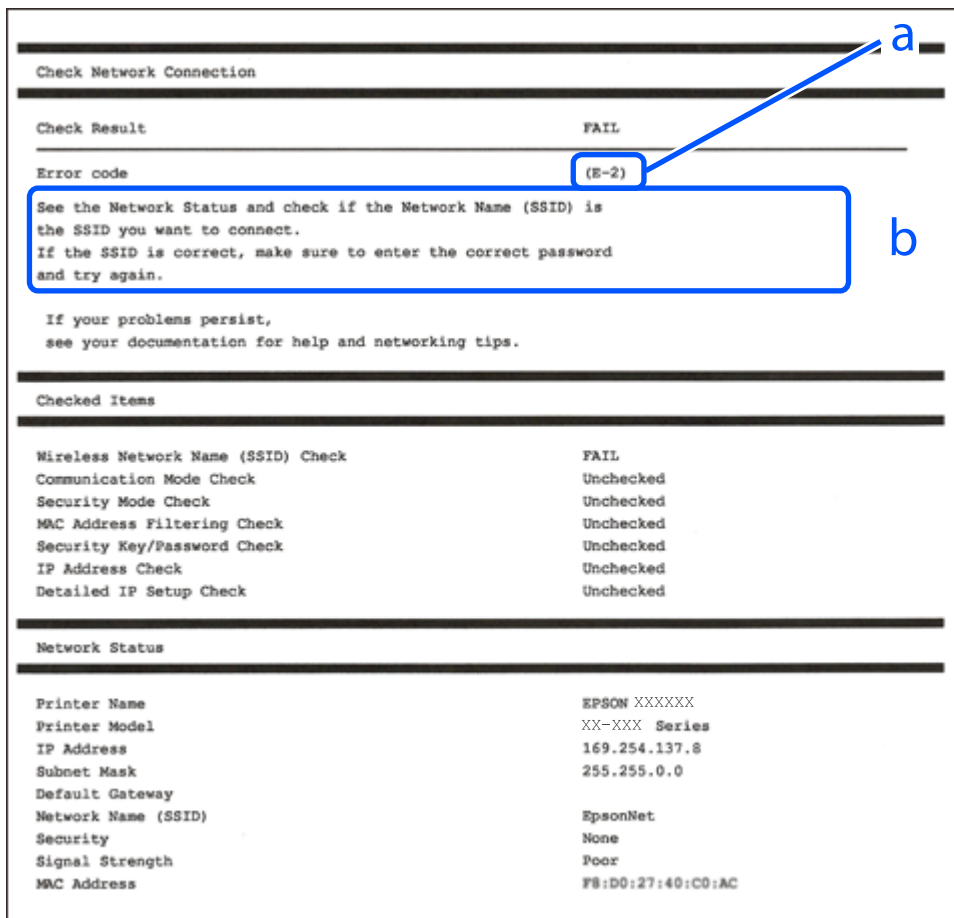 a
Check Network Connection
Check Result FAIL
Error code (E-2)
See the Network Status and check if the Network Name (SSID) is
the SSID you want to connect.
If the SSID is correct, make sure to enter the correct password
and try again.
b
If your problems persist,
see your documentation for help and networking tips.
Checked Items
Wireless Network Name (SSID) Check FAIL
Communication Mode Check Unchecked
Security Mode Check Unchecked
MAC Address Filtering Check Unchecked
Security Key/Password Check Unchecked
IP Address Check Unchecked
Detailed IP Setup Check Unchecked
Network Status
Printer Name EPSON XXXXXX
Printer Model XX-XXX Series
IP Address 169.254.137.8
Subnet Mask 255.255.0.0
Default Gateway
Network Name (SSID) EpsonNet
Security None
Signal Strength Poor
MAC Address F8:D0:27:40:C0:AC